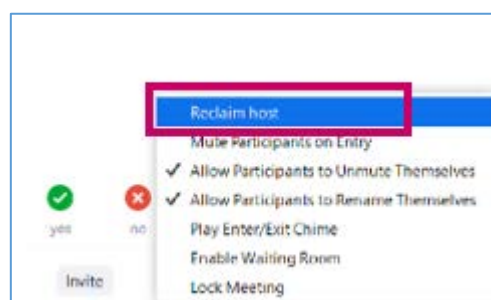 Reclaim host
Mute Participants on Entry
✓ Allow Participants to Unmute Themselves
✓ Allow Participants to Rename Themselves
yes no Play Enter/Exit Chime
Enable Waiting Room
Invite Lock Meeting